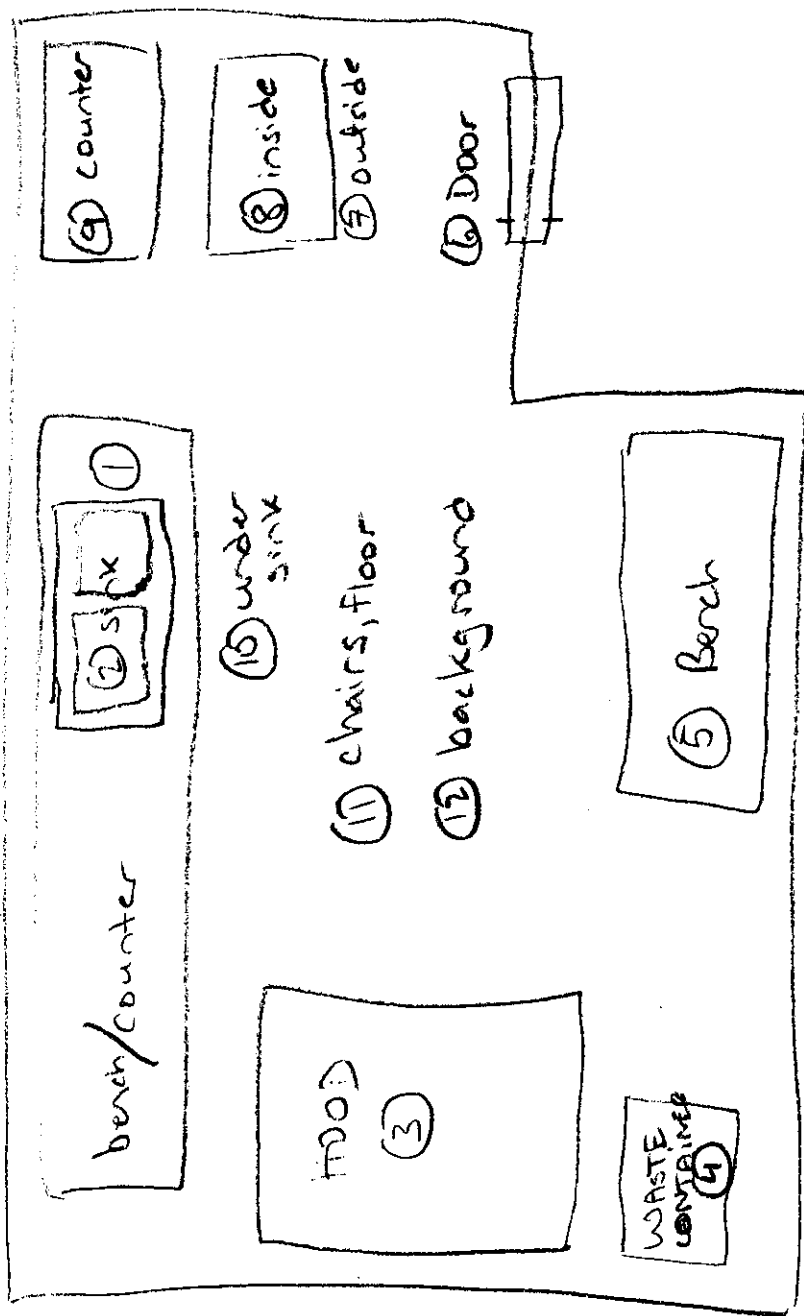 bench/counter
② sink
①
⑨ counter
⑧ inside
⑦ outside
⑩ under
sink
HOOD
③
⑪ chairs, floor
⑫ background
⑥ Door
WASTE
CONTAINER
④
⑤ Bench